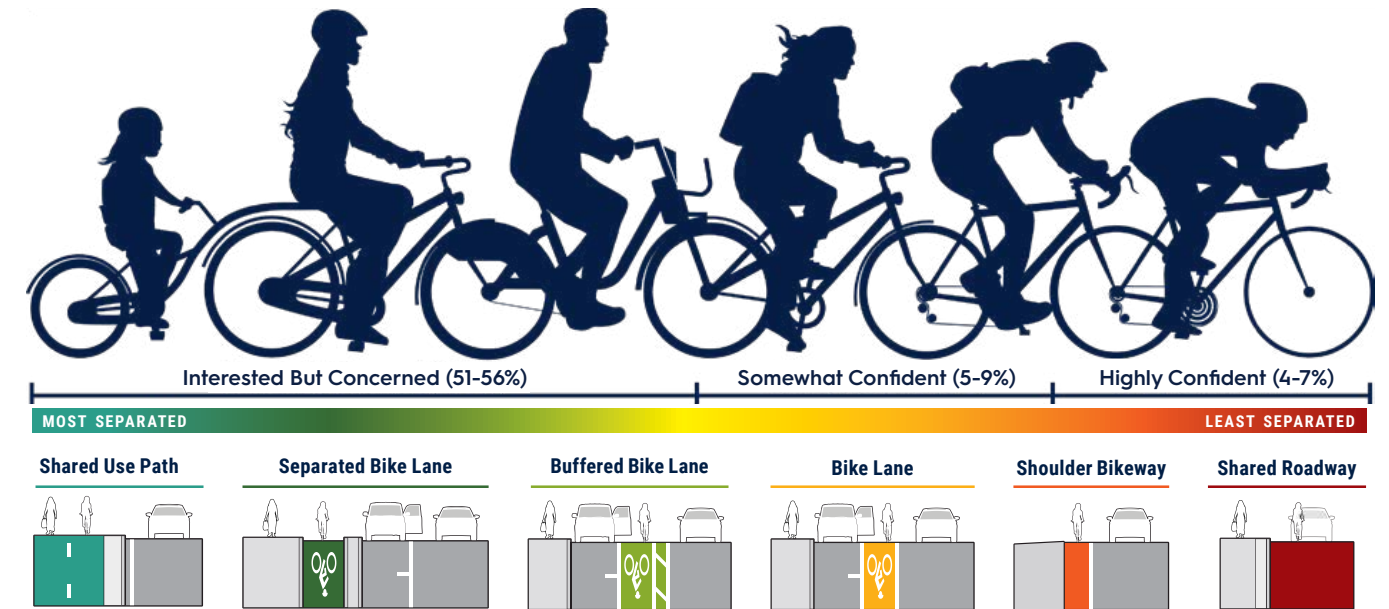 Interested But Concerned (51-56%)
Somewhat Confident (5-9%)
Highly Confident (4-7%)
MOST SEPARATED
LEAST SEPARATED
Shared Use Path
Separated Bike Lane
Buffered Bike Lane
Bike Lane
Shoulder Bikeway
Shared Roadway